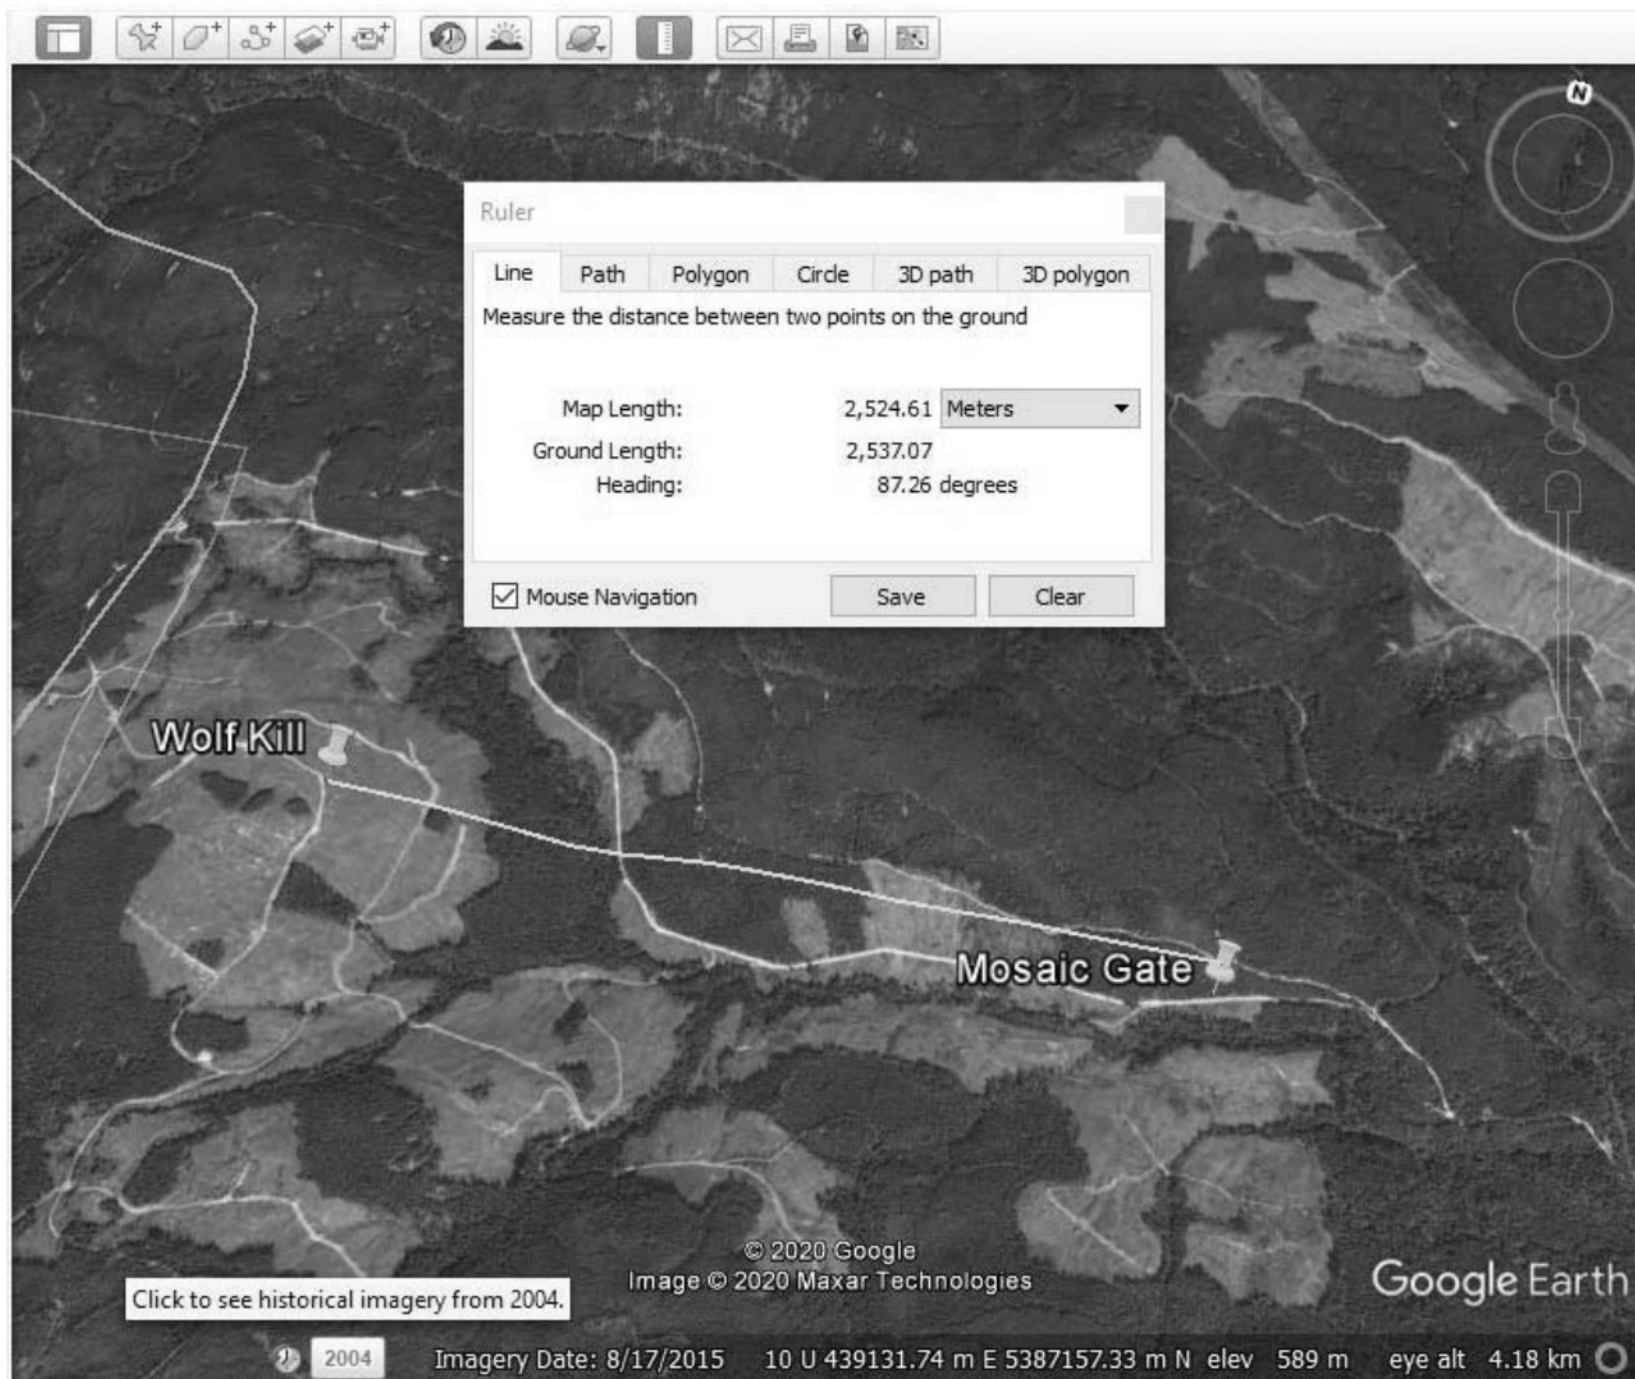 N
Ruler
Line Path Polygon Circle 3D path 3D polygon
Measure the distance between two points on the ground
Map Length: 2,524.61 Meters
Ground Length: 2,537.07
Heading: 87.26 degrees
Mouse Navigation Save Clear
Wolf Kill
Mosaic Gate
© 2020 Google
Image © 2020 Maxar Technologies
Google Earth
Click to see historical imagery from 2004.
2004 Imagery Date: 8/17/2015 10 U 439131.74 m E 5387157.33 m N elev 589 m eye alt 4.18 km